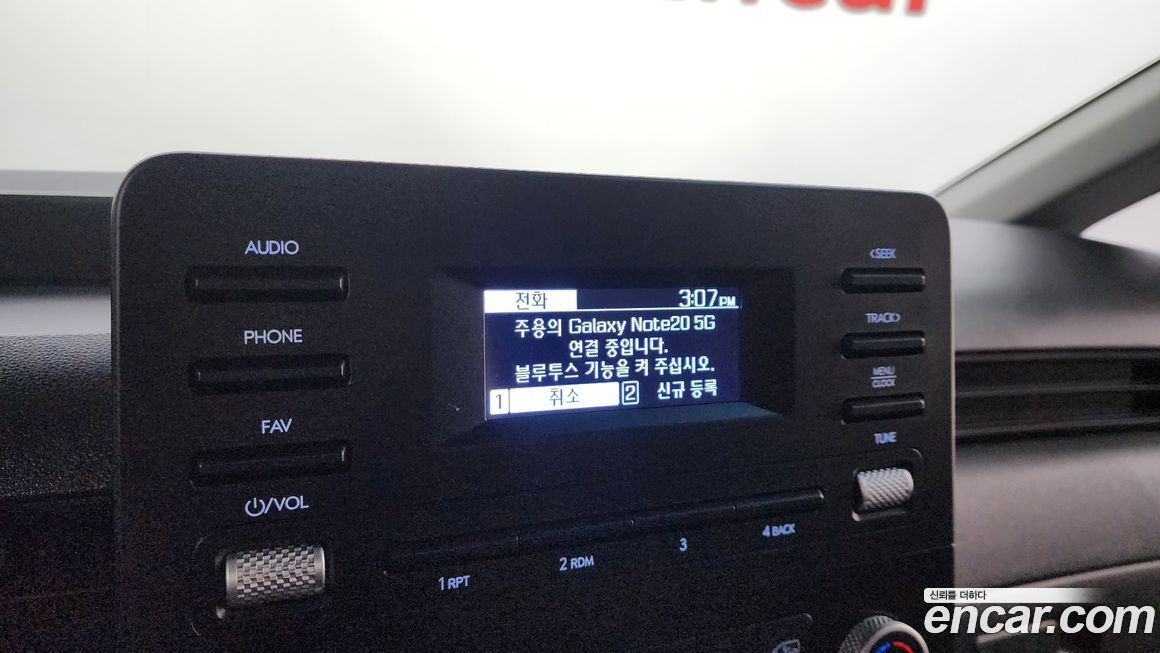 AUDIO
PHONE
FAV
/VOL
전화 3:07 PM
주용의 Galaxy Note20 5G
연결 중입니다.
블루투스 기능을 켜 주십시오.
1 취소 2 신규 등록
<SEEK
TRACK>
MENU
CLOCK
TUNE
1 RPT
2 RDM
3
4 BACK
신뢰를 더하다
encar.com